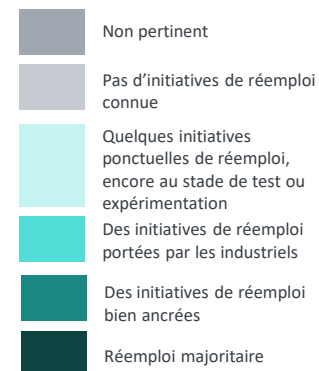 Non pertinent
Pas d’initiatives de réemploi
connue
Quelques initiatives
ponctuelles de réemploi,
encore au stade de test ou
expérimentation
Des initiatives de réemploi
portées par les industriels
Des initiatives de réemploi
bien ancrées
Réemploi majoritaire